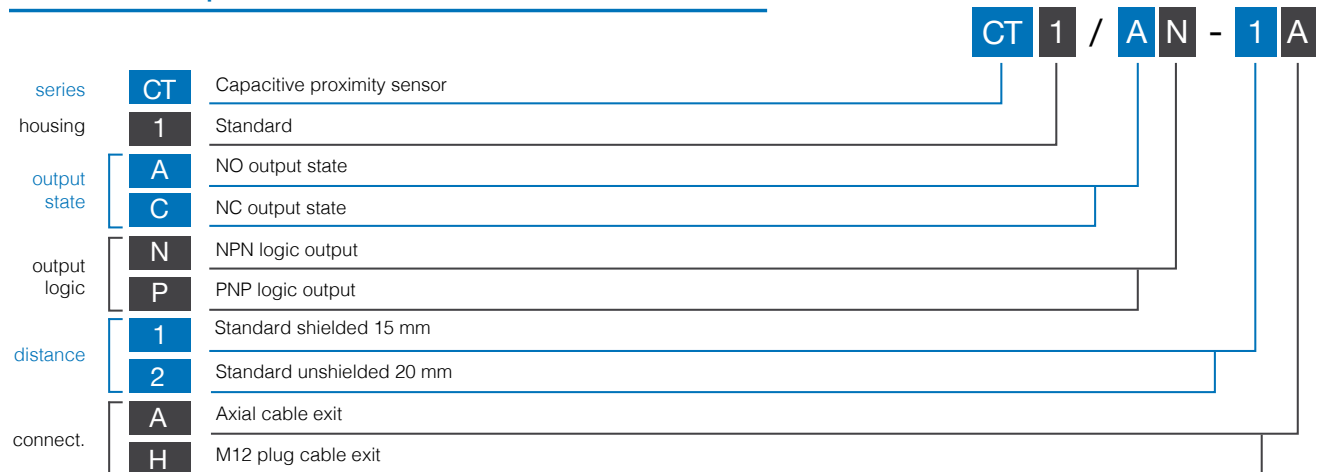 CT 1 / A N - 1 A
series CT Capacitive proximity sensor
housing 1 Standard
output state
A NO output state
C NC output state
output logic
N NPN logic output
P PNP logic output
distance
1 Standard shielded 15 mm
2 Standard unshielded 20 mm
connect.
A Axial cable exit
H M12 plug cable exit